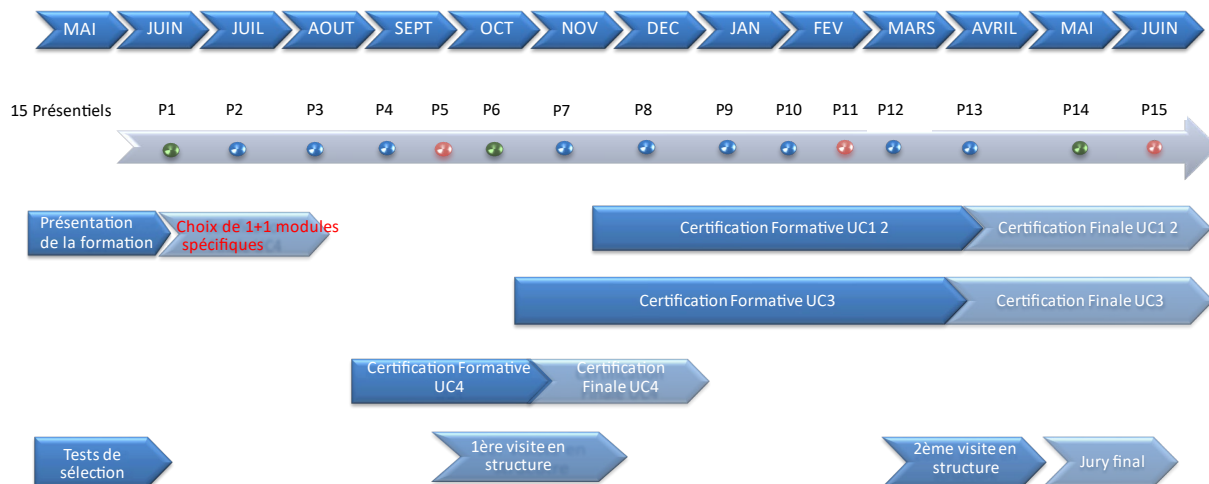 MAI JUIN JUIL AOUT SEPT OCT NOV DEC JAN FEV MARS AVRIL MAI JUIN
15 Présentiels P1 P2 P3 P4 P5 P6 P7 P8 P9 P10 P11 P12 P13 P14 P15
Présentation
de la formation
Choix de 1+1 modules
spécifiques
Certification Formative UC1 2
Certification Finale UC1 2
Certification Formative UC3
Certification Finale UC3
Certification Formative
UC4
Certification
Finale UC4
Tests de
sélection
1ère visite en
structure
2ème visite en
structure
Jury final